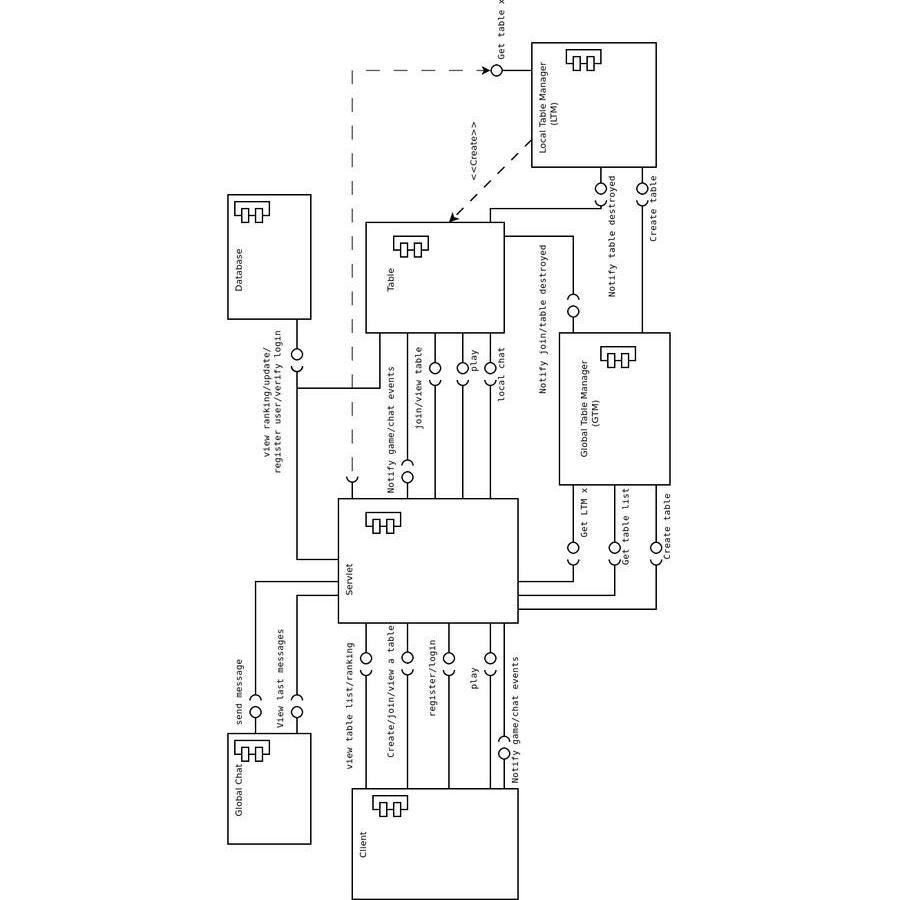 Get table x
Local Table Manager
(LTM)
<<Create>>
Notify table destroyed
Create table
Database
Table
view ranking/update/
register user/verify login
Notify game/chat events
join/view table
play
local chat
Notify join/table destroyed
Global Table Manager
(GTM)
Get LTM x
Get table list
Create table
Servlet
send message
View last messages
view table list/ranking
Create/join/view a table
register/login
play
Notify game/chat events
Global Chat
Client